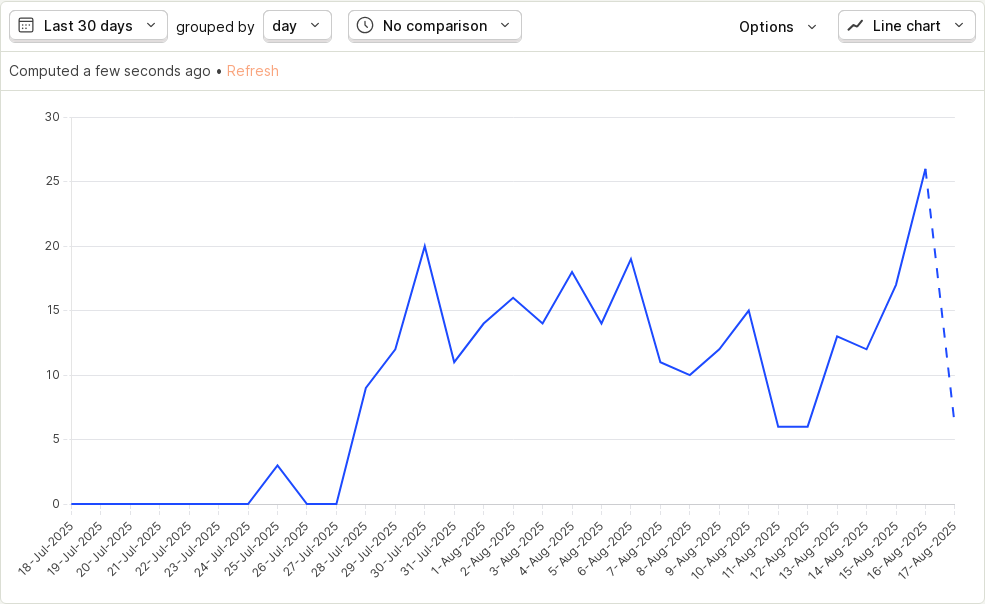 Last 30 days grouped by day No comparison Options Line chart
Computed a few seconds ago • Refresh
30
25
20
15
10
5
0
18-Jul-2025
19-Jul-2025
20-Jul-2025
21-Jul-2025
22-Jul-2025
23-Jul-2025
24-Jul-2025
25-Jul-2025
26-Jul-2025
27-Jul-2025
28-Jul-2025
29-Jul-2025
30-Jul-2025
31-Jul-2025
1-Aug-2025
2-Aug-2025
3-Aug-2025
4-Aug-2025
5-Aug-2025
6-Aug-2025
7-Aug-2025
8-Aug-2025
9-Aug-2025
10-Aug-2025
11-Aug-2025
12-Aug-2025
13-Aug-2025
14-Aug-2025
15-Aug-2025
16-Aug-2025
17-Aug-2025